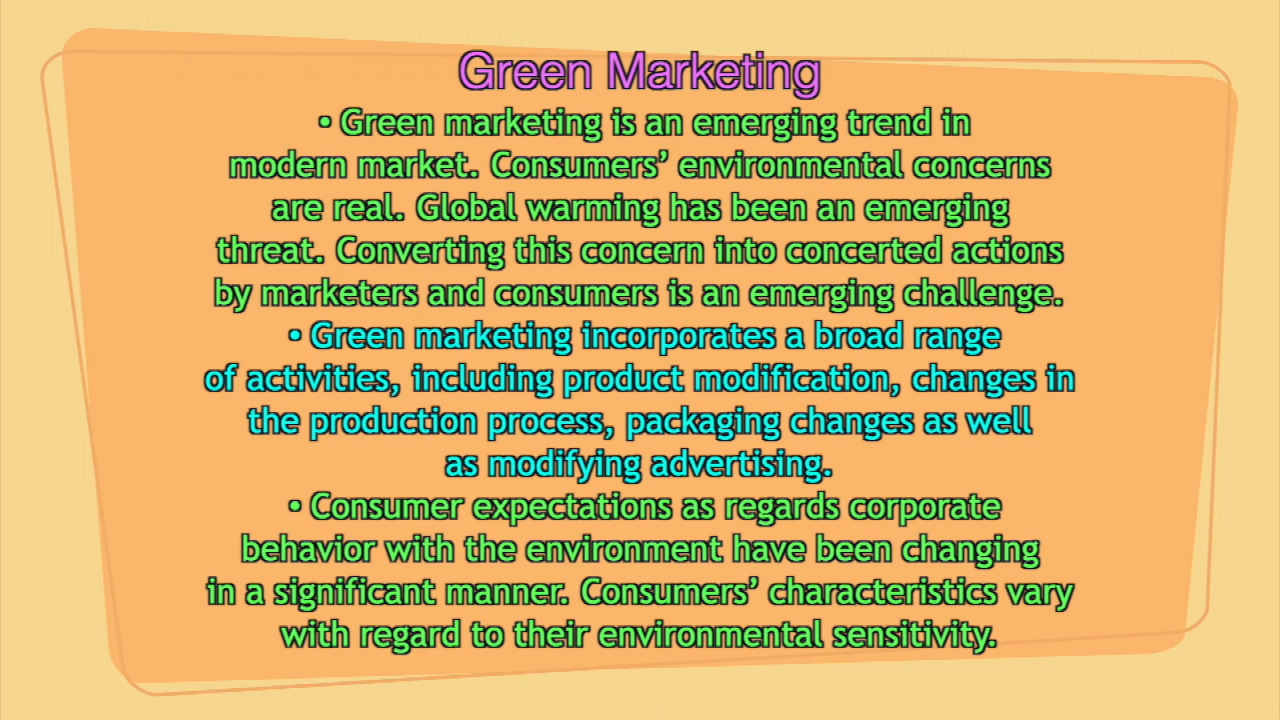 Green Marketing
• Green marketing is an emerging trend in
modern market. Consumers’ environmental concerns
are real. Global warming has been an emerging
threat. Converting this concern into concerted actions
by marketers and consumers is an emerging challenge.
• Green marketing incorporates a broad range
of activities, including product modification, changes in
the production process, packaging changes as well
as modifying advertising.
• Consumer expectations as regards corporate
behavior with the environment have been changing
in a significant manner. Consumers’ characteristics vary
with regard to their environmental sensitivity.